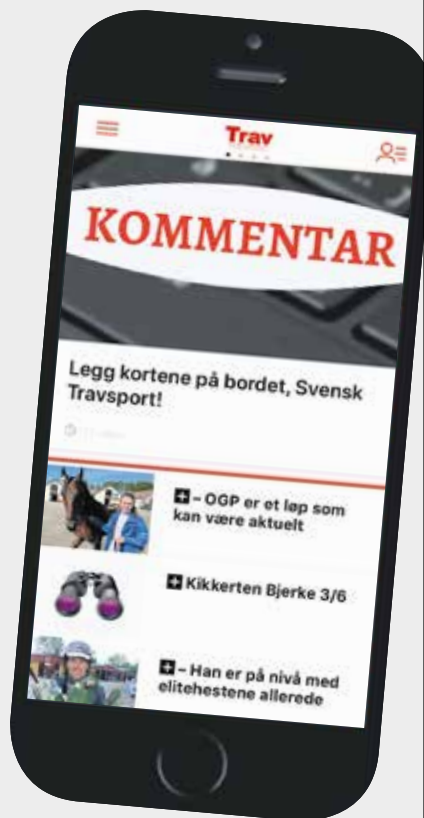 Trav
KOMMENTAR
Legg kortene på bordet, Svensk
Travsport!
– OGP er et løp som
kan være aktuelt
Kikkerten Bjerke 3/6
– Han er på nivå med
elitehestene allerede